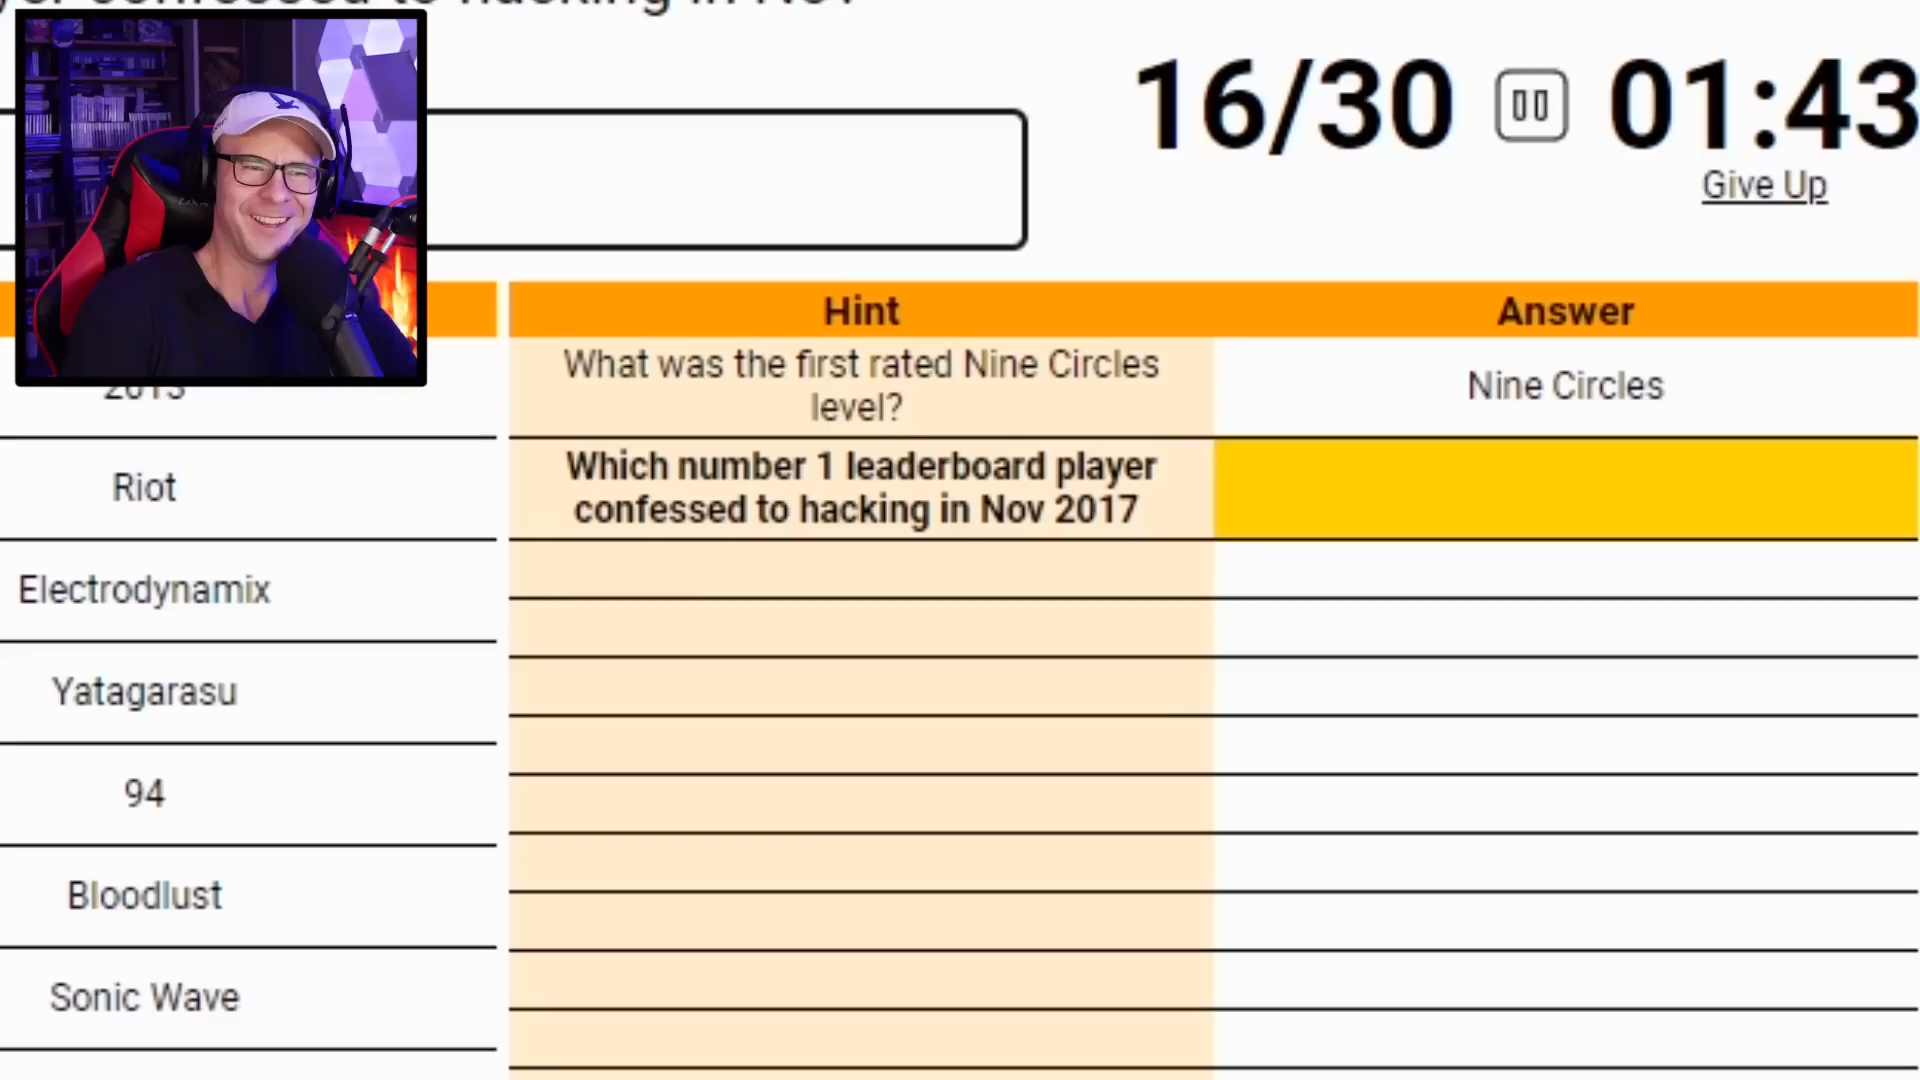 16/30
01:43
Give Up
Hint
Answer
2013
What was the first rated Nine Circles
level?
Nine Circles
Riot
Which number 1 leaderboard player
confessed to hacking in Nov 2017
Electrodynamix
Yatagarasu
94
Bloodlust
Sonic Wave